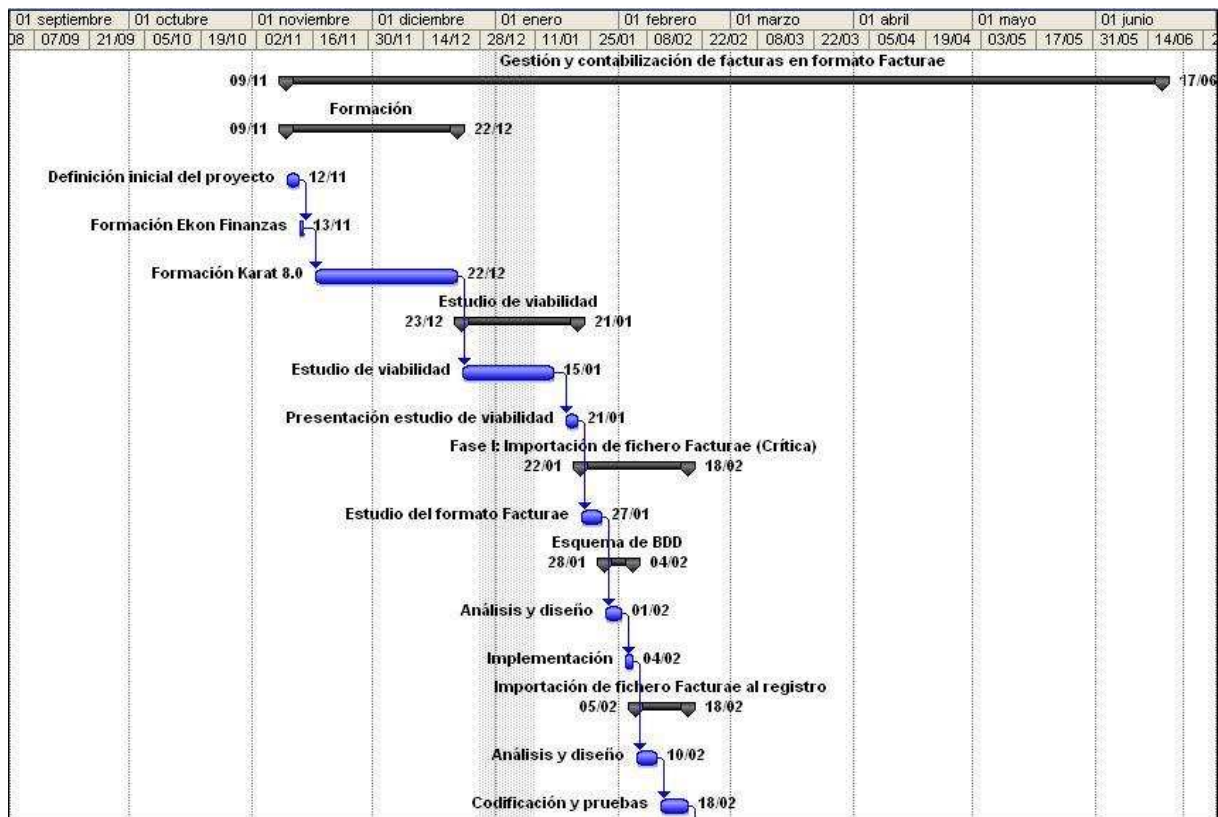 01 septiembre 01 octubre 01 noviembre 01 diciembre 01 enero 01 febrero 01 marzo 01 abril 01 mayo 01 junio
08 07/09 21/09 05/10 19/10 02/11 16/11 30/11 14/12 28/12 11/01 25/01 08/02 22/02 08/03 22/03 05/04 19/04 03/05 17/05 31/05 14/06 2
Gestión y contabilización de facturas en formato Facturae
09/11 17/06
Formación
09/11 22/12
Definición inicial del proyecto 12/11
Formación Ekon Finanzas 13/11
Formación Karat 8.0 22/12
Estudio de viabilidad
23/12 21/01
Estudio de viabilidad 15/01
Presentación estudio de viabilidad 21/01
Fase I: Importación de fichero Facturae (Crítica)
22/01 18/02
Estudio del formato Facturae 27/01
Esquema de BDD
28/01 04/02
Análisis y diseño 01/02
Implementación 04/02
Importación de fichero Facturae al registro
05/02 18/02
Análisis y diseño 10/02
Codificación y pruebas 18/02